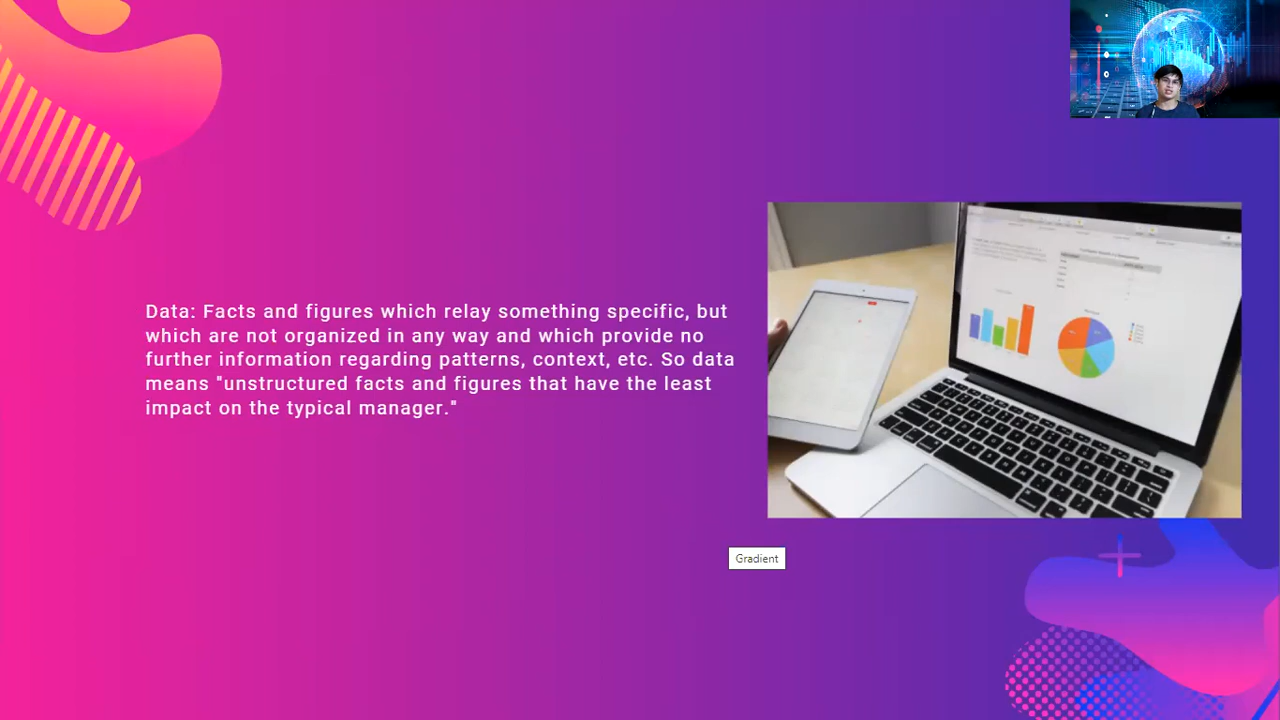 Data: Facts and figures which relay something specific, but
which are not organized in any way and which provide no
further information regarding patterns, context, etc. So data
means "unstructured facts and figures that have the least
impact on the typical manager."
Gradient